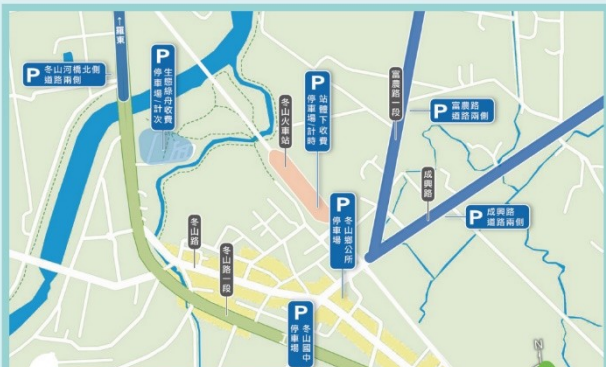 ←羅東
P 冬山河橋北側
道路兩側
P
生態綠舟收費
停車場/計次
冬山火車站
P
站體下收費
停車場/計時
富農路一段
P 富農路
道路兩側
成興路
P 成興路
道路兩側
P
冬山鄉公所
停車場
冬山路
冬山路一段
P
冬山國中
停車場
N